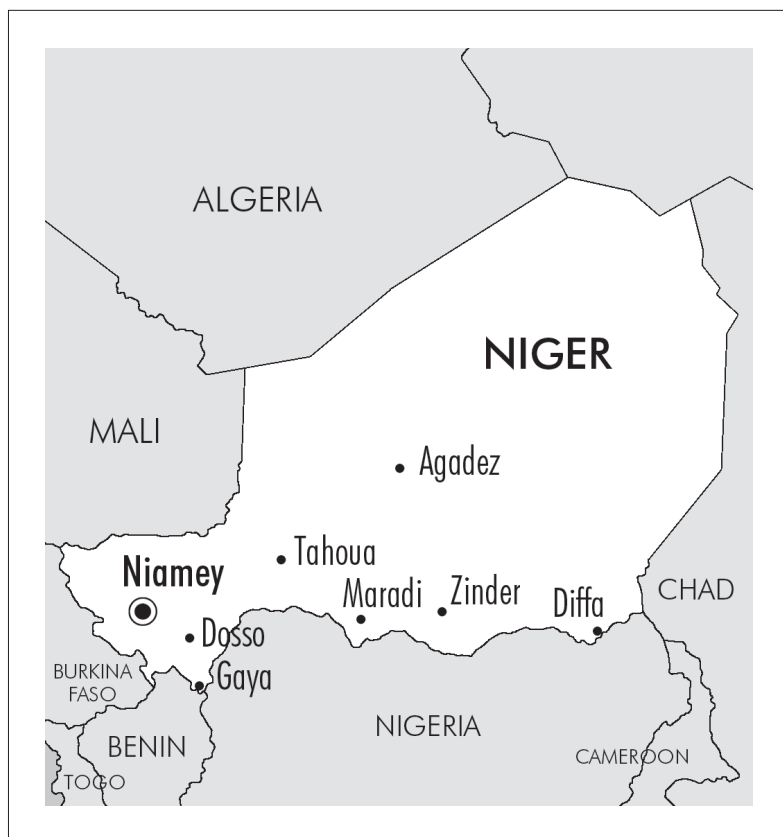 ALGERIA
NIGER
MALI
Agadez
Tahoua
Niamey
Maradi
Zinder
Diffa
CHAD
Dosso
BURKINA
FASO
Gaya
NIGERIA
BENIN
CAMEROON
TOGO